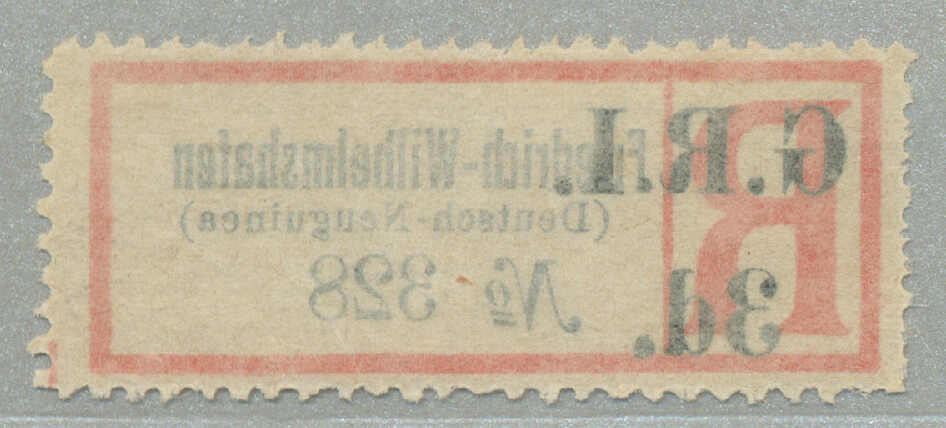 R
G.R.I.
3d.
Friedrich-Wilhelmshafen
(Deutsch-Neuguinea)
№ 328